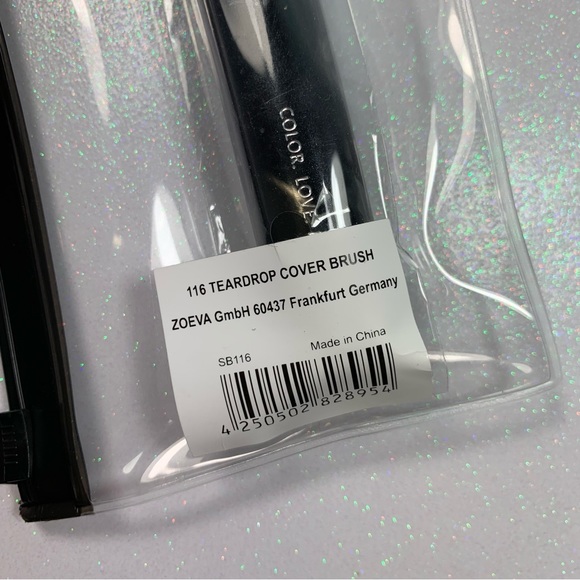 COLOR. LOVE
116 TEARDROP COVER BRUSH
ZOEVA GmbH 60437 Frankfurt Germany
SB116
Made in China
4 250502 828954